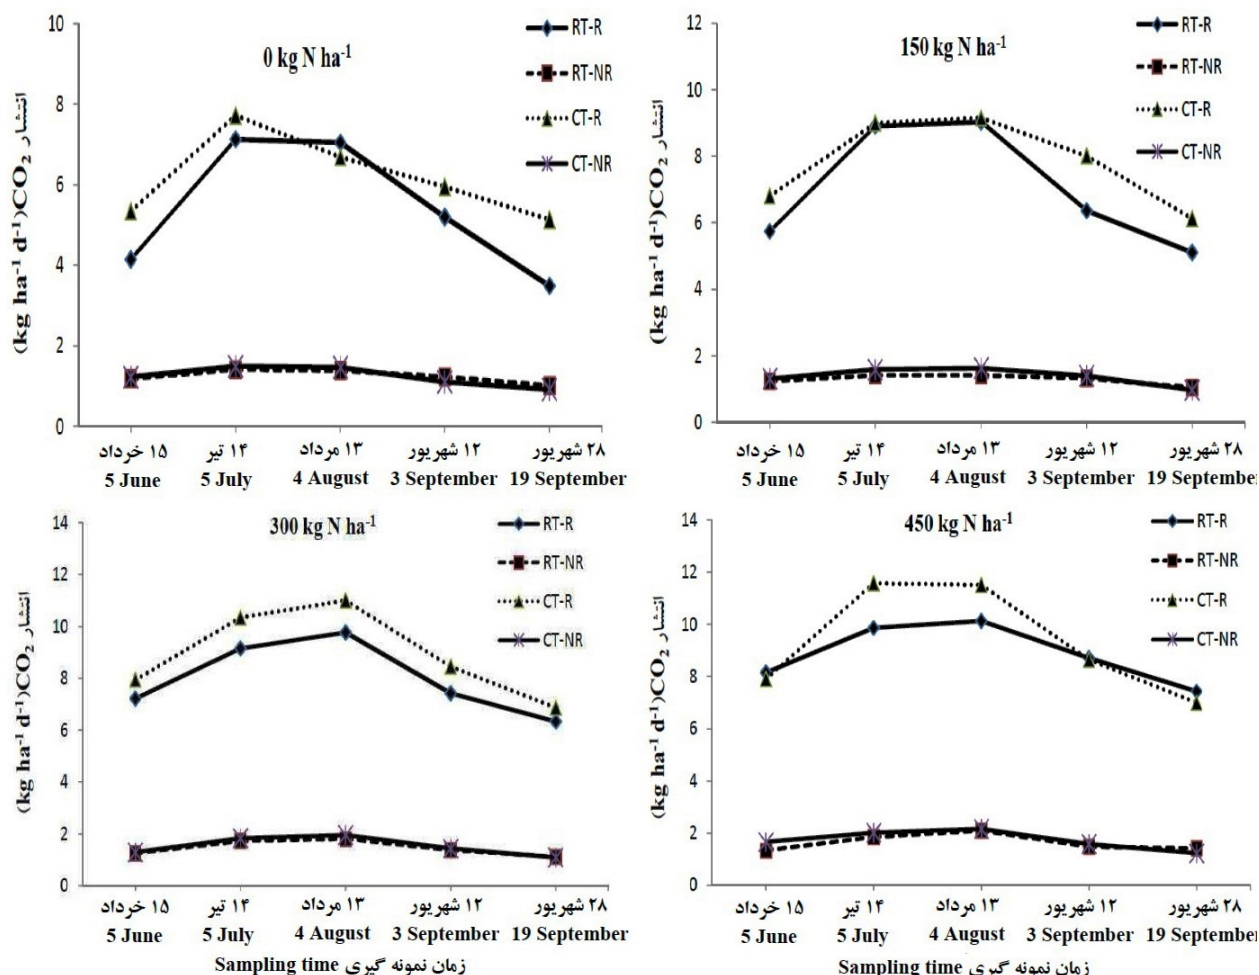 0 kg N ha⁻¹
RT-R
RT-NR
CT-R
CT-NR
انتشار CO₂ (kg ha⁻¹ d⁻¹)
10
8
6
4
2
0
۱۵ خرداد ۱۴ تیر ۱۳ مرداد ۱۲ شهریور ۲۸ شهریور
5 June 5 July 4 August 3 September 19 September
150 kg N ha⁻¹
RT-R
RT-NR
CT-R
CT-NR
انتشار CO₂ (kg ha⁻¹ d⁻¹)
12
10
8
6
4
2
0
۱۵ خرداد ۱۴ تیر ۱۳ مرداد ۱۲ شهریور ۲۸ شهریور
5 June 5 July 4 August 3 September 19 September
300 kg N ha⁻¹
RT-R
RT-NR
CT-R
CT-NR
انتشار CO₂ (kg ha⁻¹ d⁻¹)
14
12
10
8
6
4
2
0
۱۵ خرداد ۱۴ تیر ۱۳ مرداد ۱۲ شهریور ۲۸ شهریور
5 June 5 July 4 August 3 September 19 September
Sampling time زمان نمونه گیری
450 kg N ha⁻¹
RT-R
RT-NR
CT-R
CT-NR
انتشار CO₂ (kg ha⁻¹ d⁻¹)
14
12
10
8
6
4
2
0
۱۵ خرداد ۱۴ تیر ۱۳ مرداد ۱۲ شهریور ۲۸ شهریور
5 June 5 July 4 August 3 September 19 September
Sampling time زمان نمونه گیری